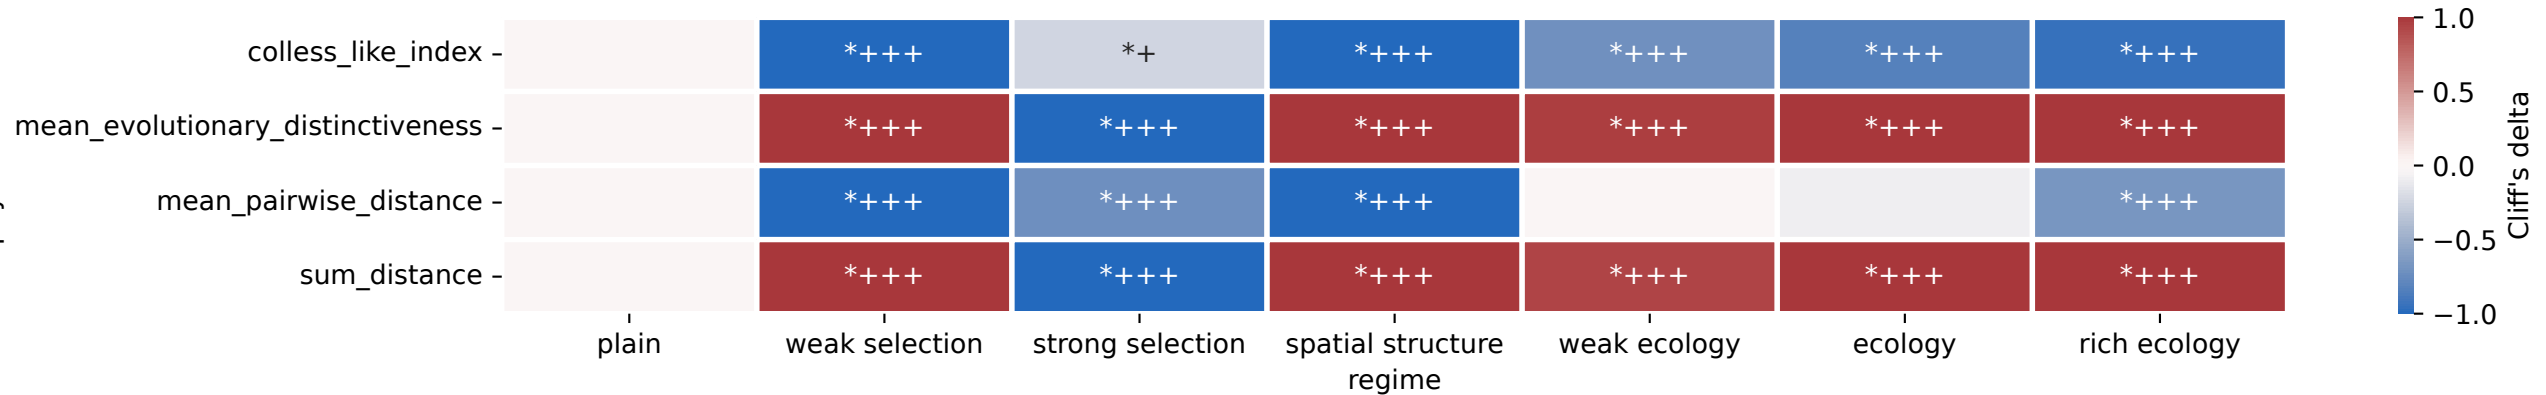 colless_like_index *+++ *+ *+++ *+++ *+++ *+++
mean_evolutionary_distinctiveness *+++ *+++ *+++ *+++ *+++ *+++
mean_pairwise_distance *+++ *+++ *+++ *+++
sum_distance *+++ *+++ *+++ *+++ *+++ *+++
plain weak selection strong selection spatial structure weak ecology ecology rich ecology
regime
1.0
0.5
0.0
−0.5
−1.0
Cliff's delta